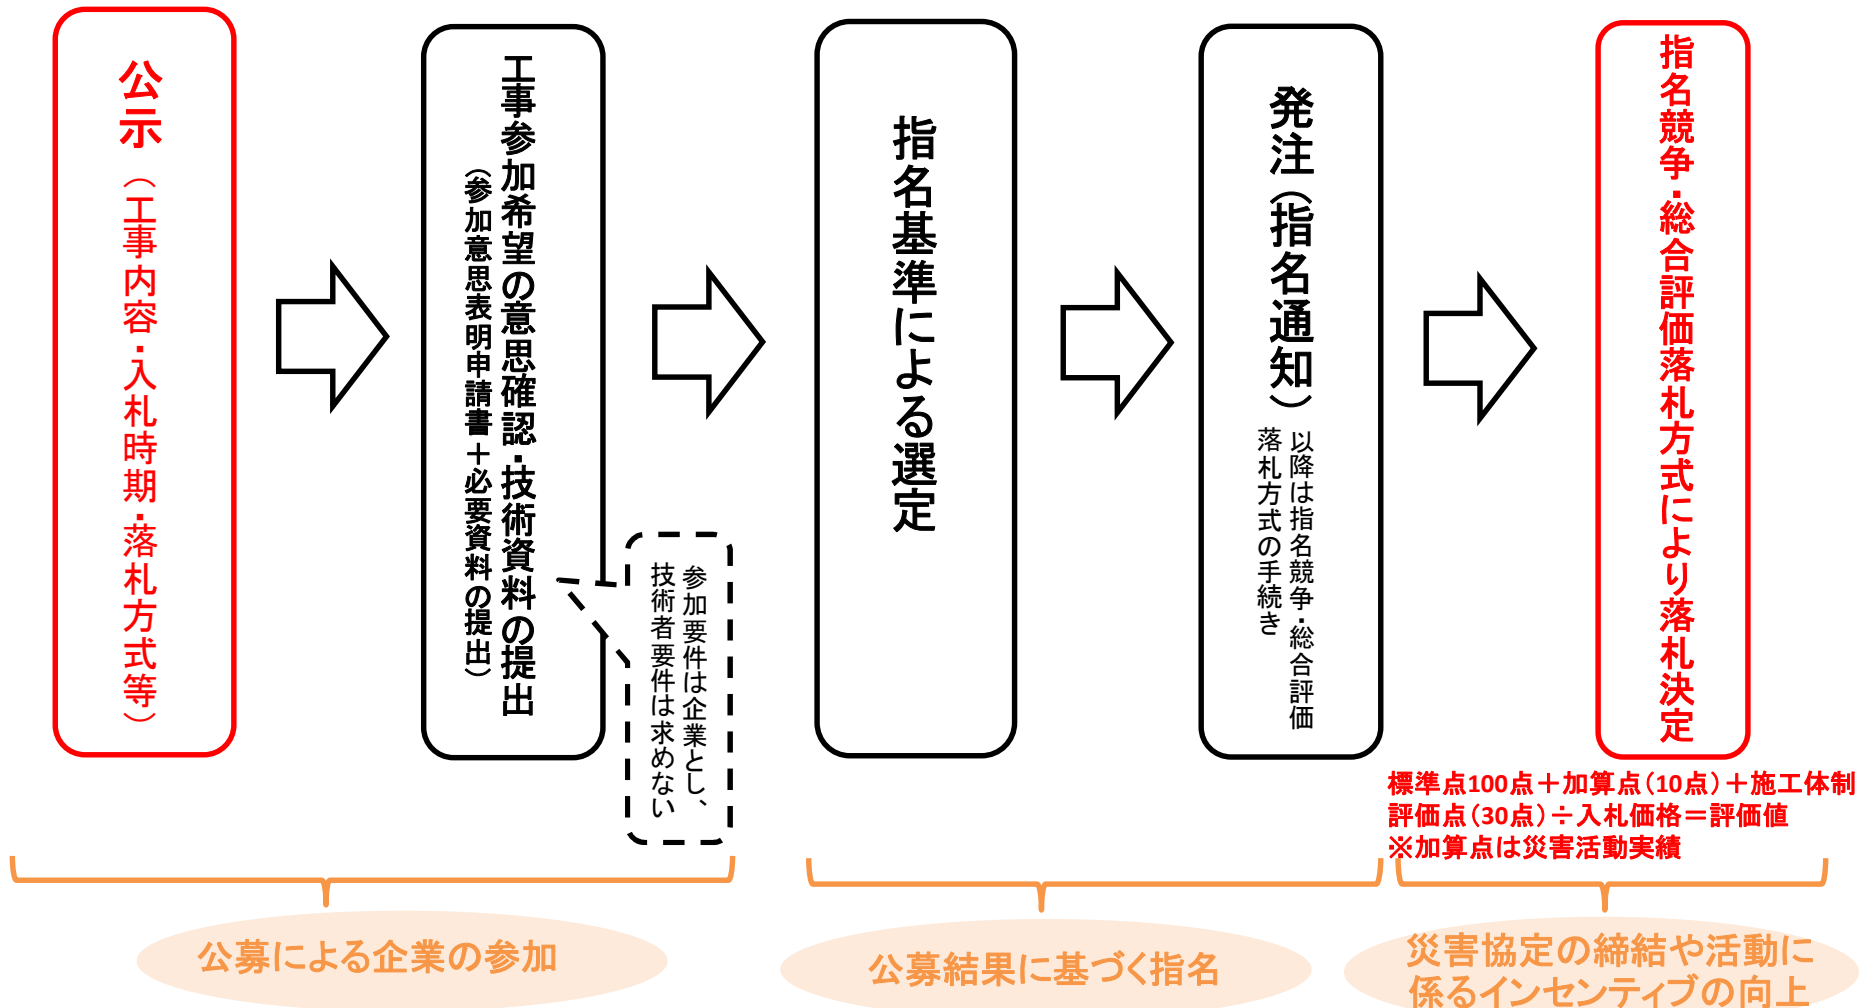 公示（工事内容・入札時期・落札方式等）
工事参加希望の意思確認・技術資料の提出
（参加意思表明申請書＋必要資料の提出）
参加要件は企業とし、
技術者要件は求めない
指名基準による選定
発注（指名通知）
以降は指名競争・総合評価
落札方式の手続き
指名競争・総合評価落札方式により落札決定
標準点100点＋加算点（10点）＋施工体制
評価点（30点）÷入札価格＝評価値
※加算点は災害活動実績
公募による企業の参加
公募結果に基づく指名
災害協定の締結や活動に
係るインセンティブの向上